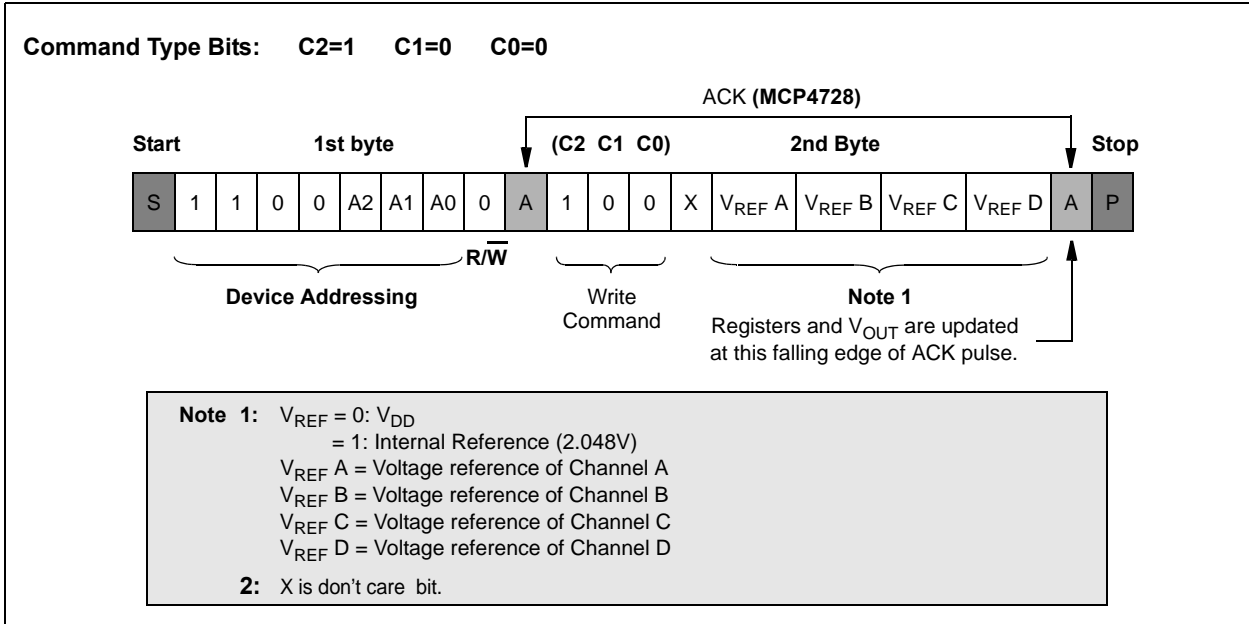 Command Type Bits: C2=1 C1=0 C0=0
ACK (MCP4728)
Start 1st byte (C2 C1 C0) 2nd Byte Stop
S 1 1 0 0 A2 A1 A0 0 A 1 0 0 X VREF A VREF B VREF C VREF D A P
R/W
Device Addressing Write Note 1
Command Registers and VOUT are updated
at this falling edge of ACK pulse.
Note 1: VREF = 0: VDD
= 1: Internal Reference (2.048V)
VREF A = Voltage reference of Channel A
VREF B = Voltage reference of Channel B
VREF C = Voltage reference of Channel C
VREF D = Voltage reference of Channel D
2: X is don't care bit.